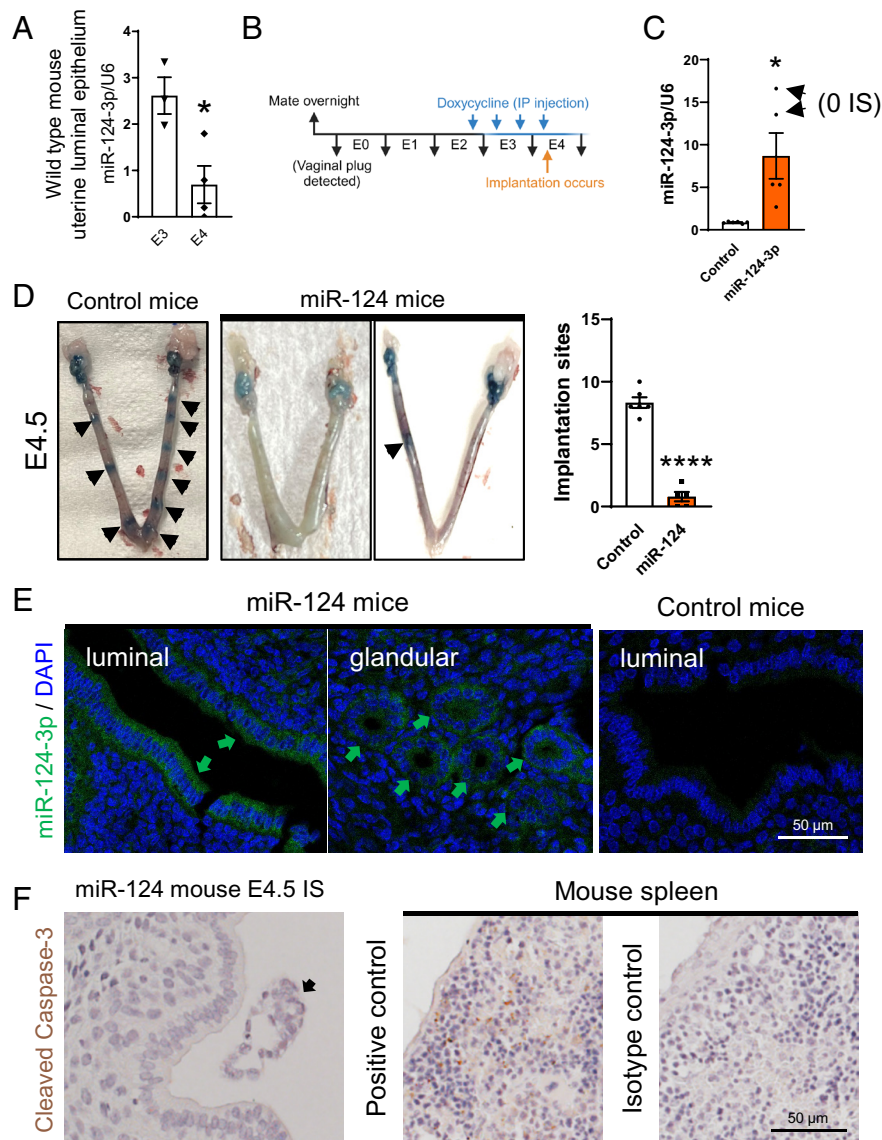 A
Wild type mouse
uterine luminal epithelium
miR-124-3p/U6
4
3
2
1
0
*
E3
E4
B
Mate overnight
Doxycycline (IP injection)
E0
E1
E2
E3
E4
(Vaginal plug
detected)
Implantation occurs
C
miR-124-3p/U6
20
15
10
5
0
*
(0 IS)
Control
miR-124-3p
D
Control mice
miR-124 mice
E4.5
Implantation sites
15
10
5
0
****
Control
miR-124
E
miR-124 mice
Control mice
miR-124-3p / DAPI
luminal
glandular
luminal
50 µm
F
miR-124 mouse E4.5 IS
Mouse spleen
Cleaved Caspase-3
Positive control
Isotype control
50 µm